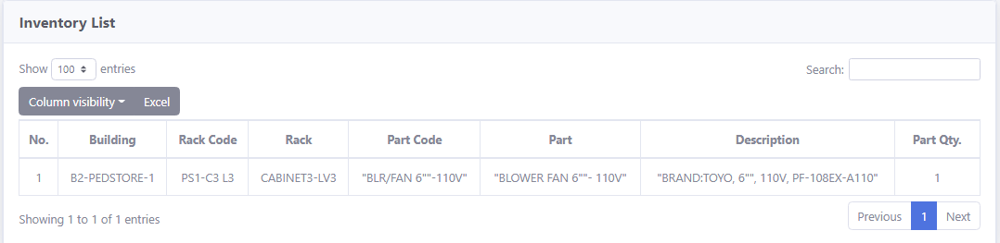 Inventory List
Show 100 entries
Search:
Column visibility Excel
No. Building Rack Code Rack Part Code Part Description Part Qty.
1 B2-PEDSTORE-1 PS1-C3 L3 CABINET3-LV3 "BLR/FAN 6""-110V" "BLOWER FAN 6""- 110V" "BRAND:TOYO, 6"", 110V, PF-108EX-A110" 1
Showing 1 to 1 of 1 entries
Previous 1 Next